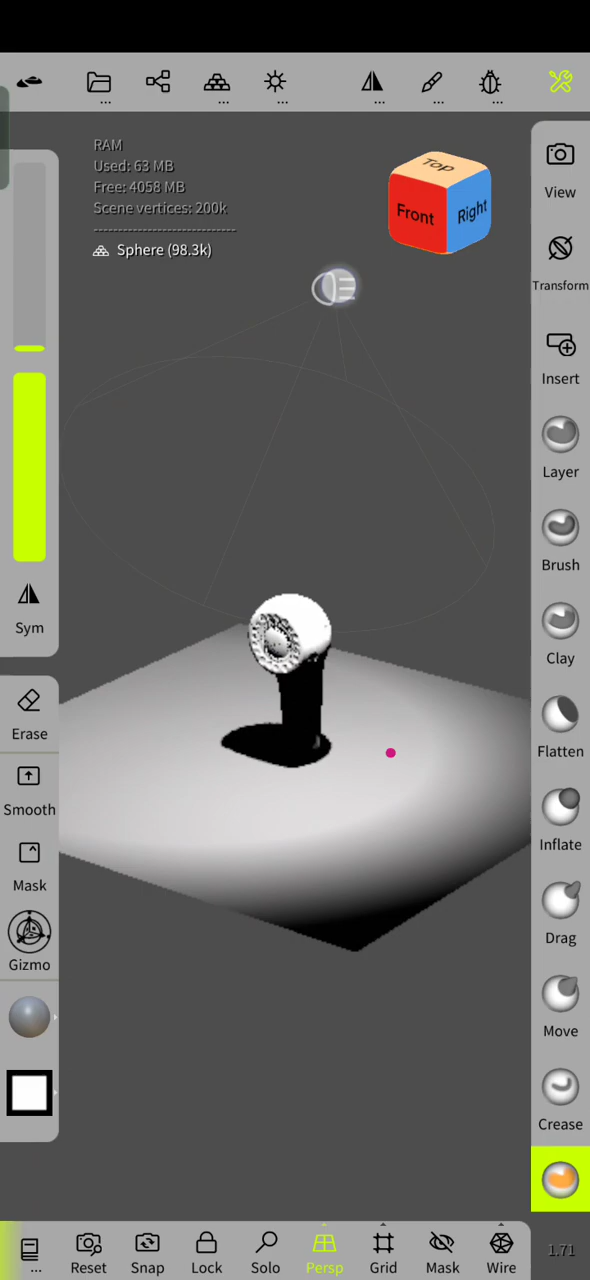 RAM
Used: 63 MB
Free: 4058 MB
Scene vertices: 200k
------------------------------
Sphere (98.3k)
Top
Front
Right
View
Transform
Insert
Layer
Brush
Clay
Flatten
Inflate
Drag
Move
Crease
Sym
Erase
Smooth
Mask
Gizmo
...
Reset
Snap
Lock
Solo
Persp
Grid
Mask
Wire
1.71